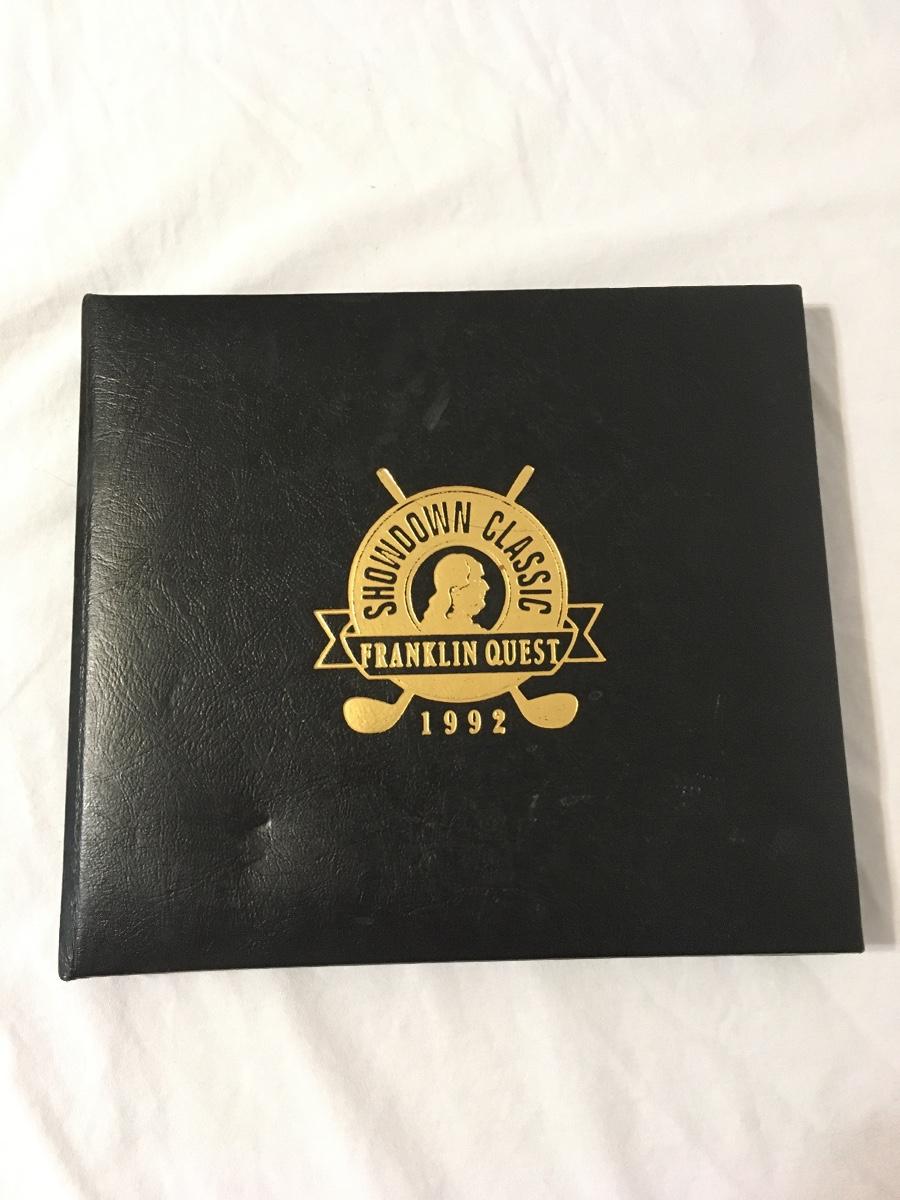 SHOWDOWN CLASSIC
FRANKLIN QUEST
1992